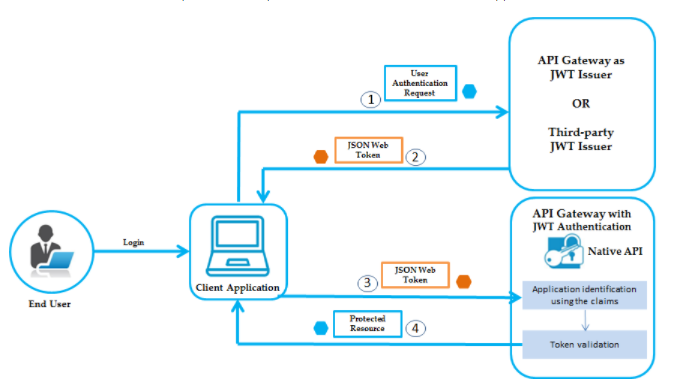 User
Authentication
Request
1
API Gateway as
JWT Issuer
OR
Third-party
JWT Issuer
JSON Web
Token
2
Login
End User
Client Application
API Gateway with
JWT Authentication
Native API
JSON Web
Token
3
Application identification
using the claims
Protected
Resource
4
Token validation